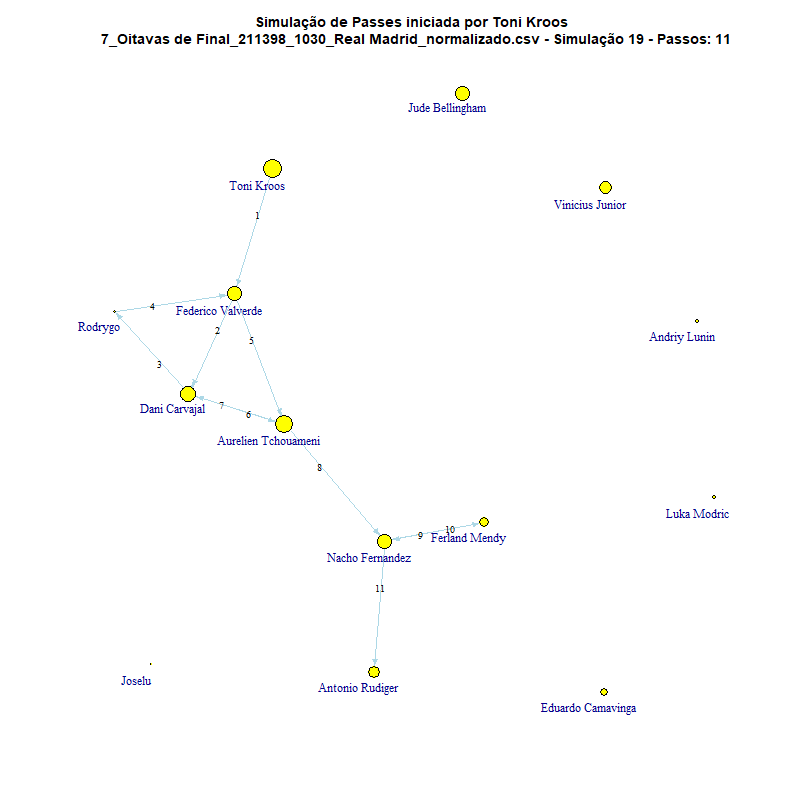 Simulação de Passes iniciada por Toni Kroos
7_Oitavas de Final_211398_1030_Real Madrid_normalizado.csv - Simulação 19 - Passos: 11
Jude Bellingham
Toni Kroos
Vinicius Junior
1
Rodrygo
4
Federico Valverde
2
5
Andriy Lunin
3
Dani Carvajal
7
6
Aurelien Tchouameni
8
Luka Modric
Nacho Fernandez
9
10
Ferland Mendy
11
Joselu
Antonio Rudiger
Eduardo Camavinga